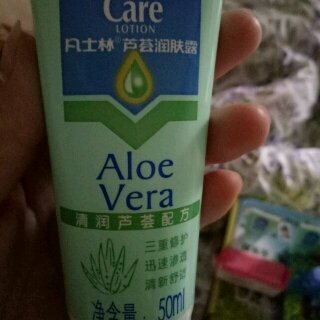 Care
LOTION
凡士林®芦荟润肤露
Aloe
Vera
清润芦荟配方
三重修护
迅速渗透
清新舒适
净含量: 50ml